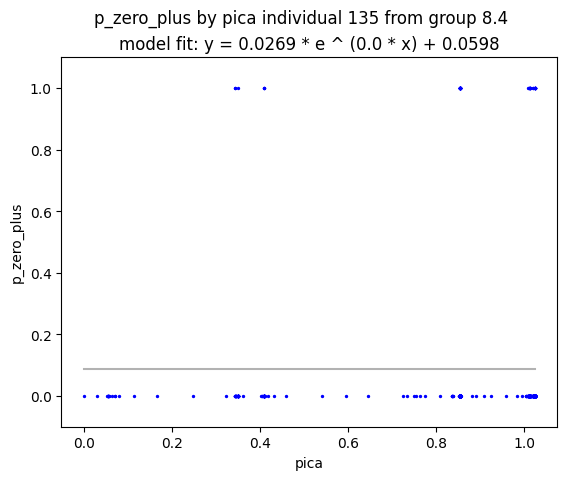 p_zero_plus by pica individual 135 from group 8.4
model fit: y = 0.0269 * e ^ (0.0 * x) + 0.0598
1.0
0.8
0.6
0.4
0.2
0.0
p_zero_plus
0.0 0.2 0.4 0.6 0.8 1.0
pica